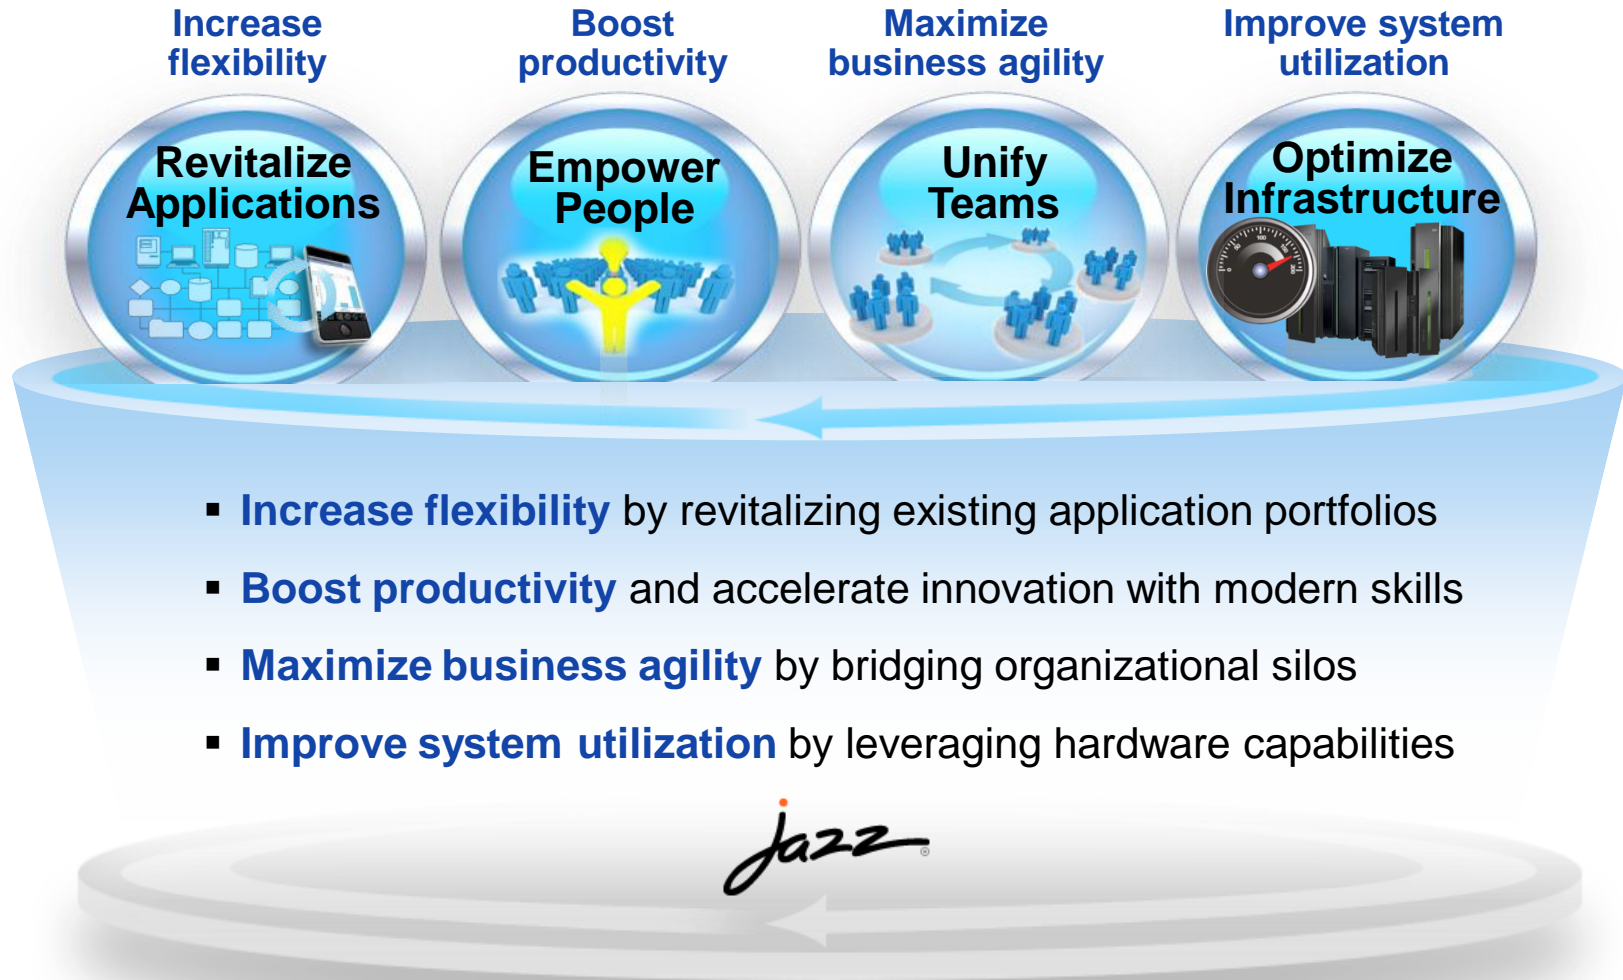 Increase
flexibility
Boost
productivity
Maximize
business agility
Improve system
utilization
Revitalize
Applications
Empower
People
Unify
Teams
Optimize
Infrastructure
▪ Increase flexibility by revitalizing existing application portfolios
▪ Boost productivity and accelerate innovation with modern skills
▪ Maximize business agility by bridging organizational silos
▪ Improve system utilization by leveraging hardware capabilities
jazz ®